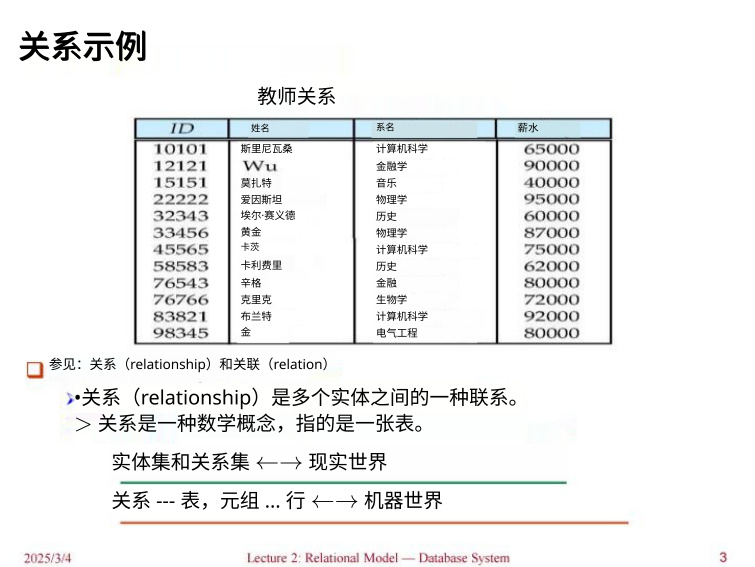 关系示例
教师关系
ID 姓名 系名 薪水
10101 斯里尼瓦桑 计算机科学 65000
12121 Wu 金融学 90000
15151 莫扎特 音乐 40000
22222 爱因斯坦 物理学 95000
32343 埃尔·赛义德 历史 60000
33456 黄金 物理学 87000
45565 卡茨 计算机科学 75000
58583 卡利费里 历史 62000
76543 辛格 金融 80000
76766 克里克 生物学 72000
83821 布兰特 计算机科学 92000
98345 金 电气工程 80000
参见：关系（relationship）和关联（relation）
•关系（relationship）是多个实体之间的一种联系。
> 关系是一种数学概念，指的是一张表。
实体集和关系集 ←→ 现实世界
关系 --- 表，元组 ... 行 ←→ 机器世界
2025/3/4 Lecture 2: Relational Model — Database System 3